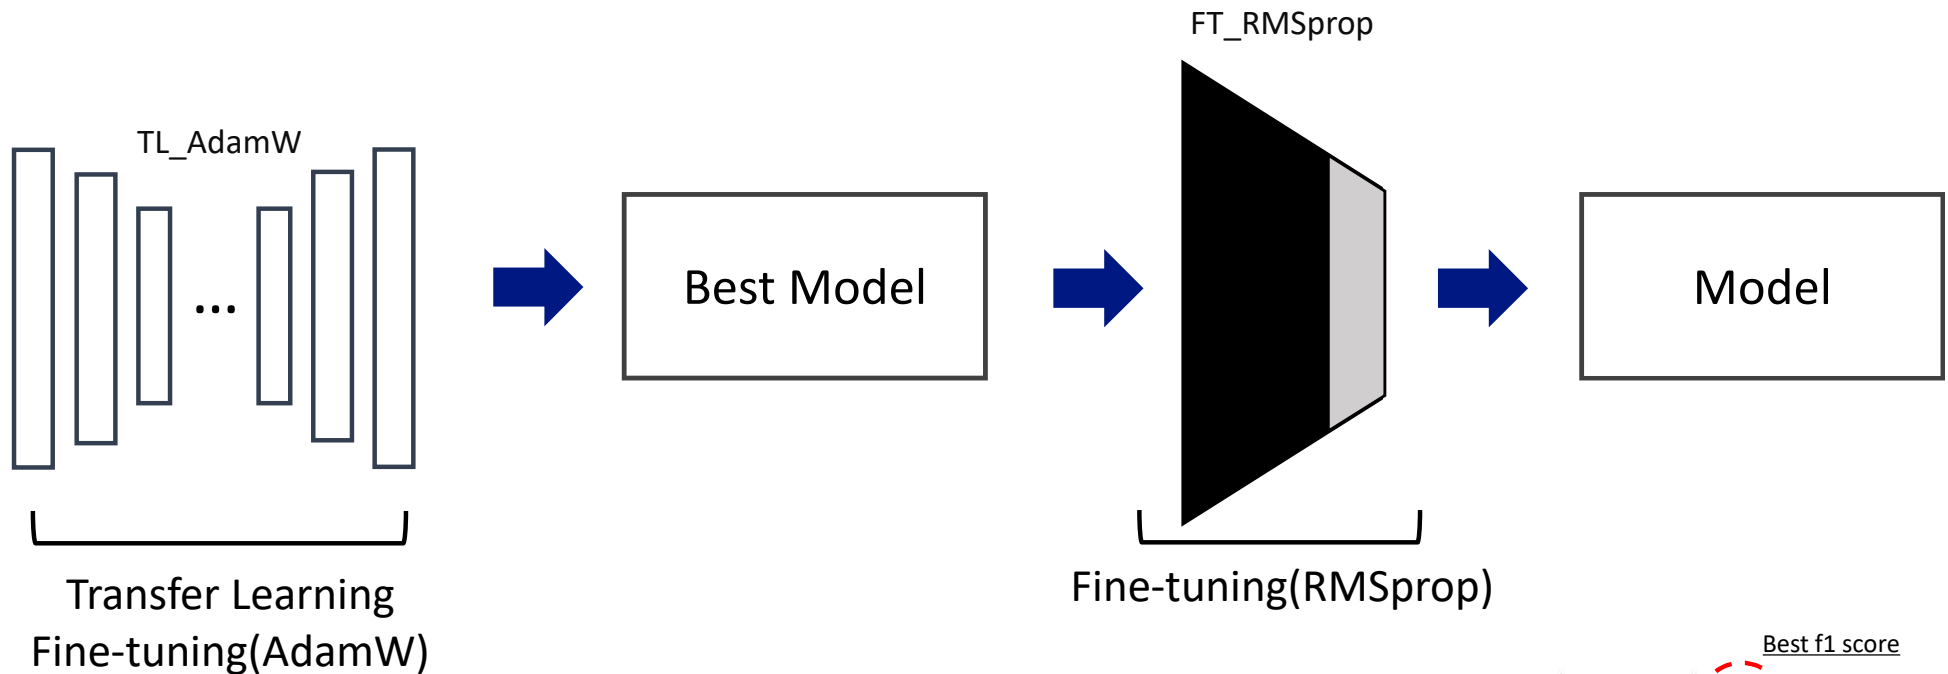 FT_RMSprop
TL_AdamW
...
Best Model
Model
Transfer Learning
Fine-tuning(AdamW)
Fine-tuning(RMSprop)
Best f1 score